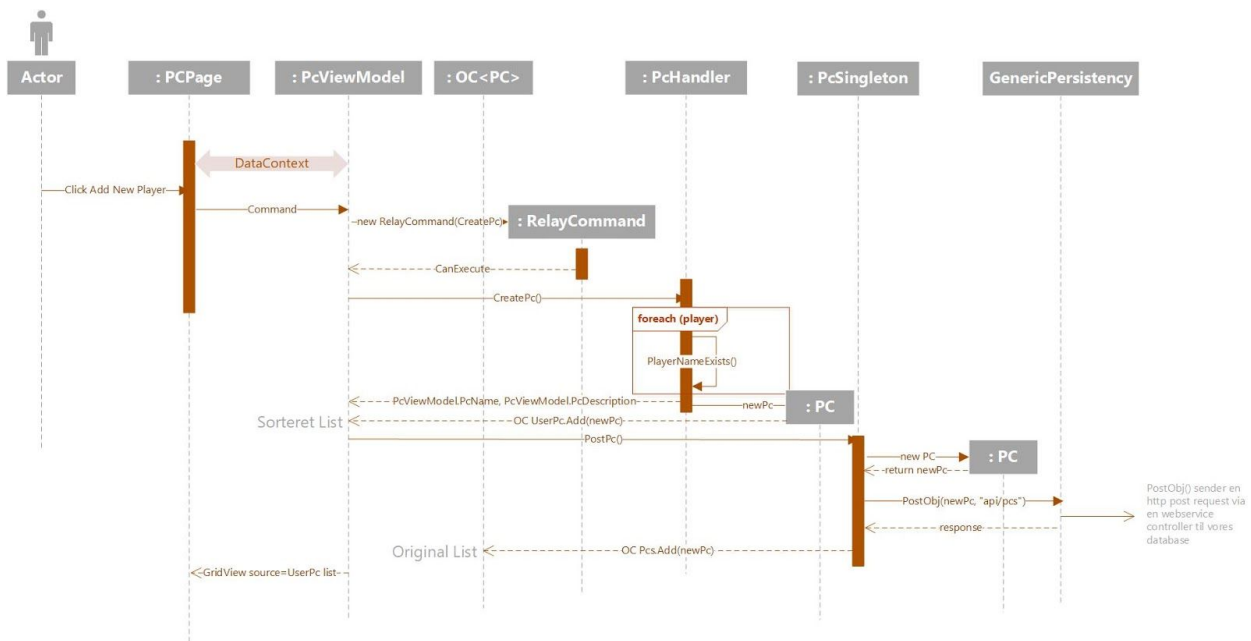 Actor
: PCPage
: PcViewModel
: OC<PC>
: PcHandler
: PcSingleton
GenericPersistency
DataContext
Click Add New Player
Command
new RelayCommand(CreatePc)
: RelayCommand
CanExecute
CreatePc()
foreach (player)
PlayerNameExists()
PcViewModel.PcName, PcViewModel.PcDescription
newPc
: PC
Sorteret List
OC UserPc.Add(newPc)
PostPc()
new PC
: PC
return newPc
PostObj(newPc, "api/pcs")
PostObj() sender en
http post request via
en webservice
controller til vores
database
response
Original List
OC Pcs.Add(newPc)
GridView source=UserPc list